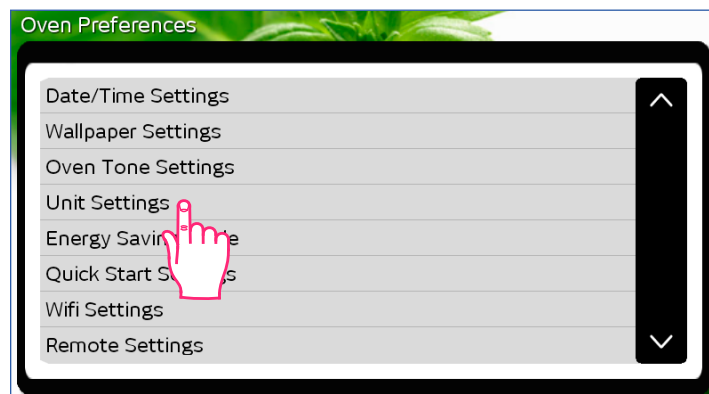 Oven Preferences
Date/Time Settings
Wallpaper Settings
Oven Tone Settings
Unit Settings
Energy
Quick Start
Wifi Settings
Remote Settings